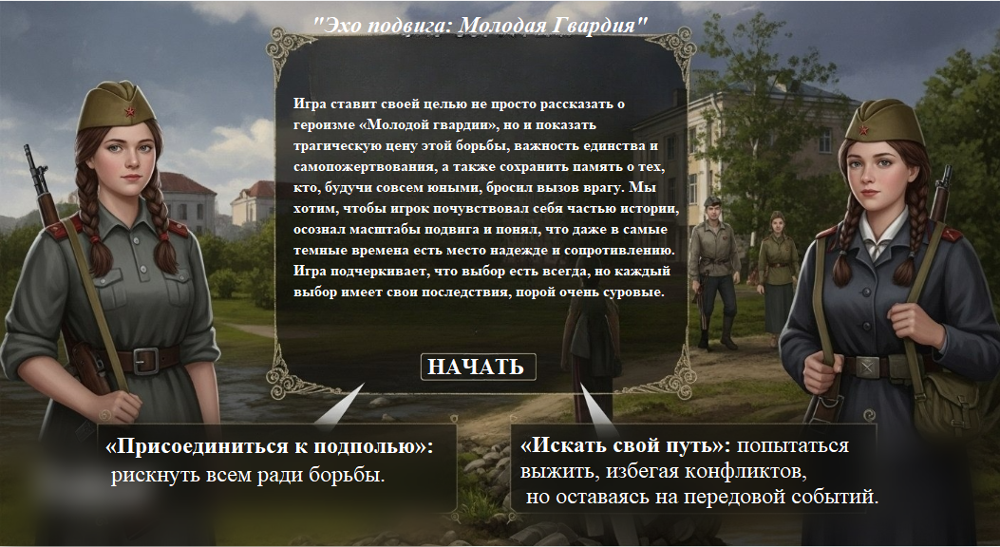 "Эхо подвига: Молодая Гвардия"
Игра ставит своей целью не просто рассказать о
героизме «Молодой гвардии», но и показать
трагическую цену этой борьбы, важность единства и
самопожертвования, а также сохранить память о тех,
кто, будучи совсем юными, бросил вызов врагу. Мы
хотим, чтобы игрок почувствовал себя частью истории,
осознал масштабы подвига и понял, что даже в самые
темные времена есть место надежде и сопротивлению.
Игра подчеркивает, что выбор есть всегда, но каждый
выбор имеет свои последствия, порой очень суровые.
НАЧАТЬ
«Присоединиться к подполью»:
рискнуть всем ради борьбы.
«Искать свой путь»: попытаться
выжить, избегая конфликтов,
но оставаясь на передовой событий.